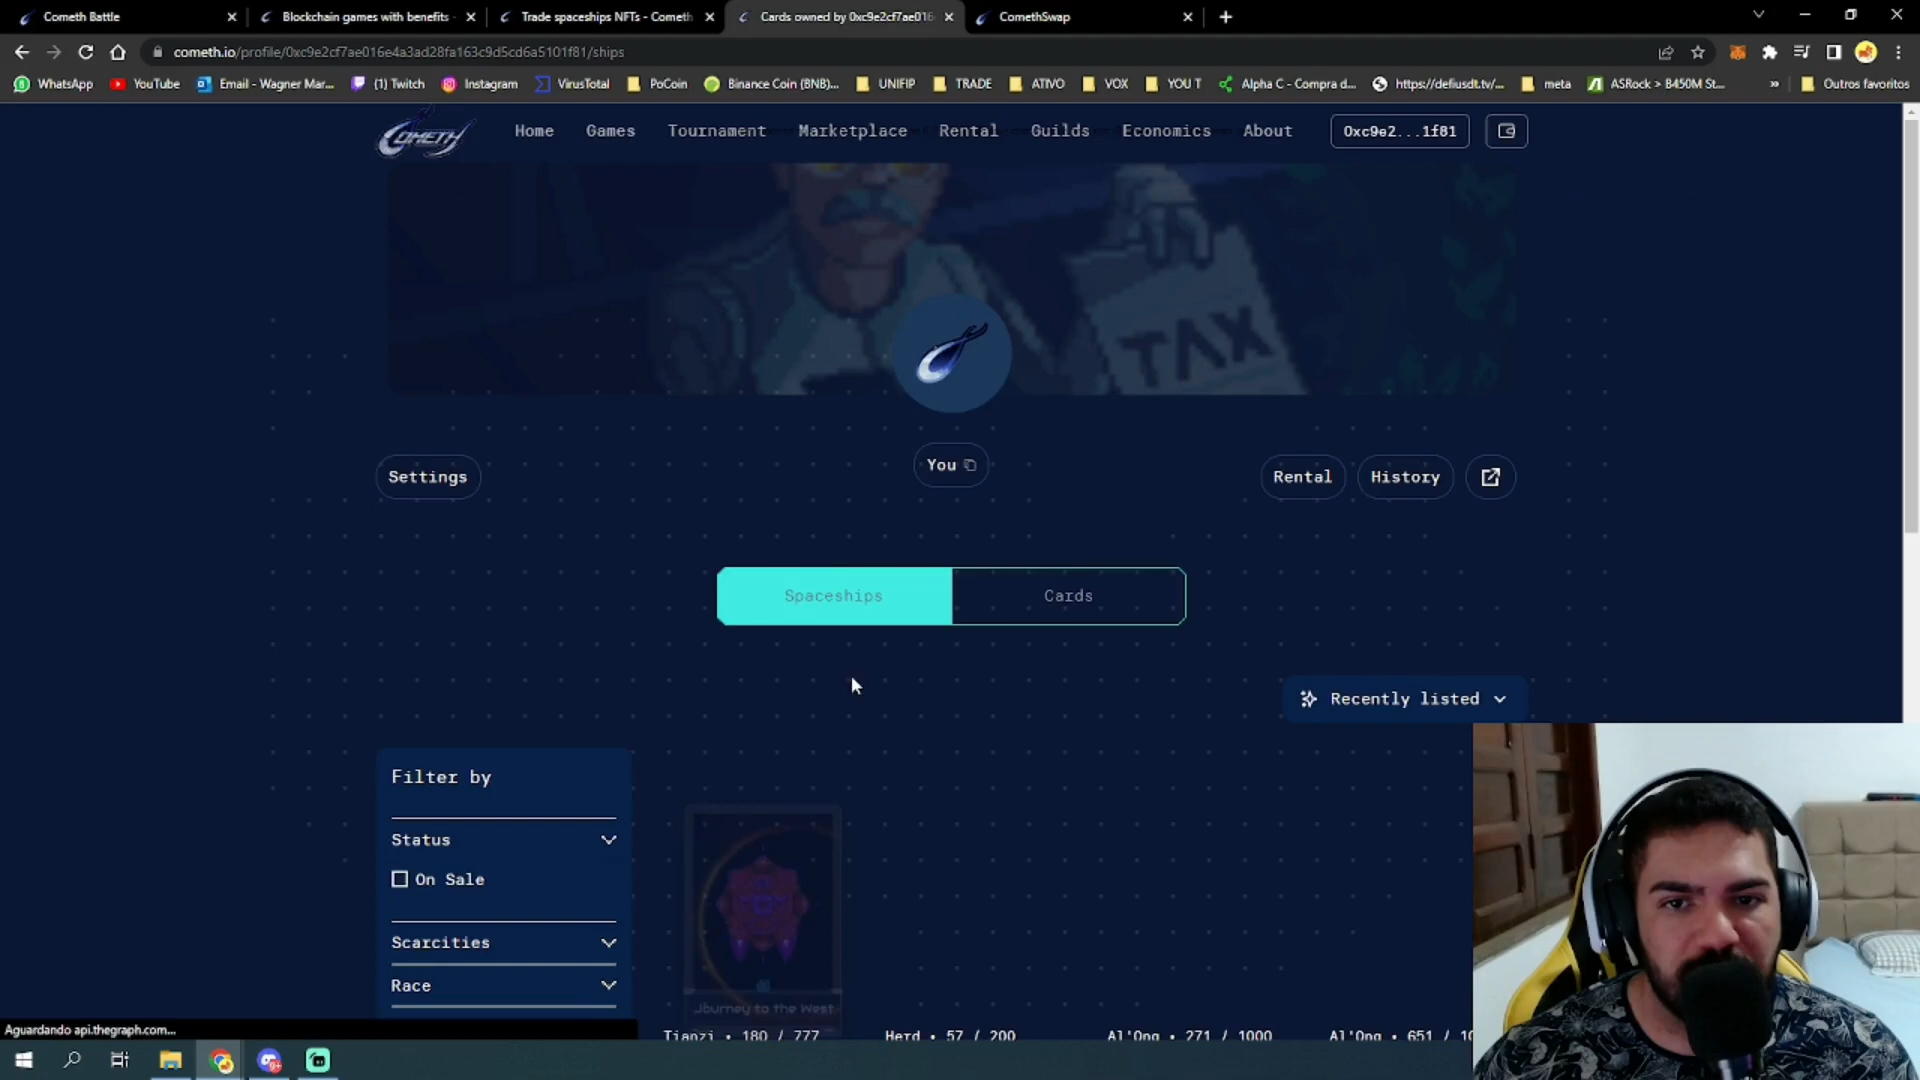 Cometh Battle
Blockchain games with benefits -
Trade spaceships NFTs - Cometh
Cards owned by 0xc9e2cf7ae016
ComethSwap
cometh.io/profile/0xc9e2cf7ae016e4a3ad28fa163c9d5cd6a5101f81/ships
WhatsApp
YouTube
Email - Wagner Mar...
(1) Twitch
Instagram
VirusTotal
PoCoin
Binance Coin (BNB)...
UNIFIP
TRADE
ATIVO
VOX
YOU T
Alpha C - Compra d...
https://defiusdt.tv/...
meta
ASRock > B450M St...
»
Outros favoritos
COMETH
Home
Games
Tournament
Marketplace
Rental
Guilds
Economics
About
0xc9e2...1f81
TAX
Settings
You
Rental
History
Spaceships
Cards
Recently listed
Filter by
Status
On Sale
Scarcities
Race
Journey to the West
Aguardando api.thegraph.com...
Tianzi • 180 / 777
Herd • 57 / 200
Al'Ong • 271 / 1000
Al'Ong • 651 / 10